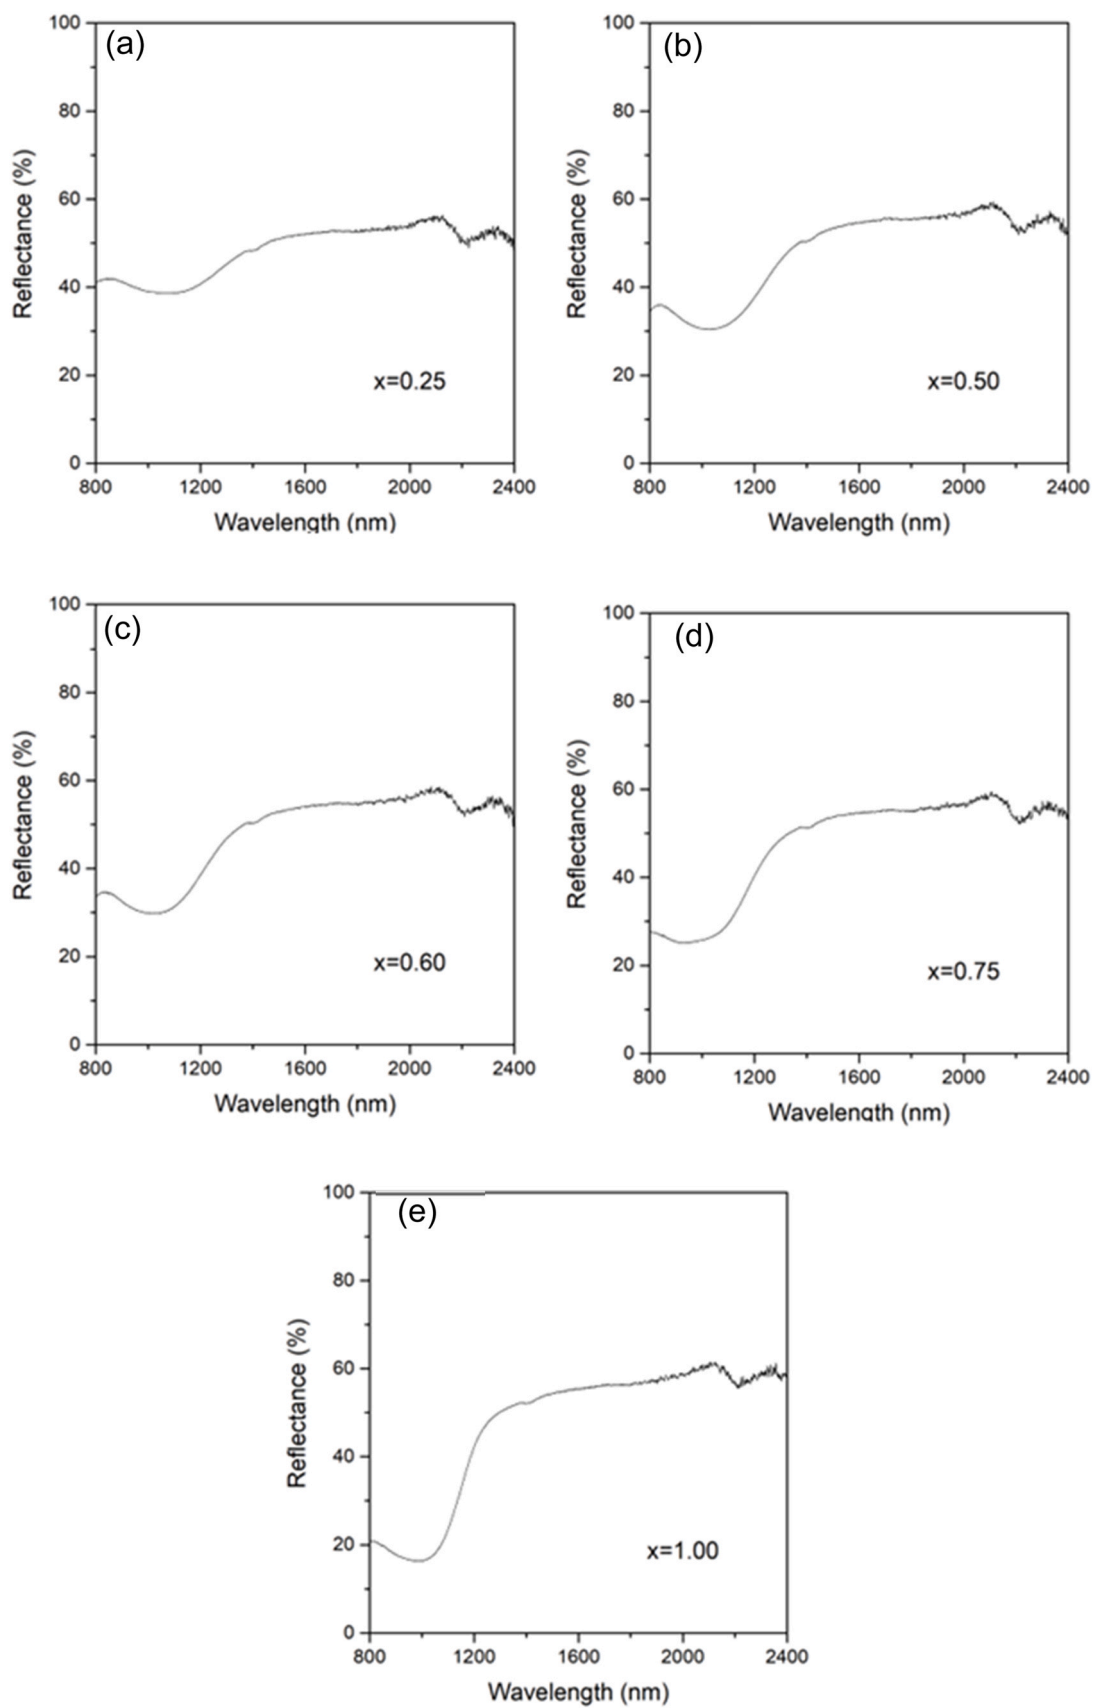 (a)
100
80
60
40
20
0
Reflectance (%)
x=0.25
800 1200 1600 2000 2400
Wavelength (nm)
(b)
100
80
60
40
20
0
Reflectance (%)
x=0.50
800 1200 1600 2000 2400
Wavelength (nm)
(c)
100
80
60
40
20
0
Reflectance (%)
x=0.60
800 1200 1600 2000 2400
Wavelength (nm)
(d)
100
80
60
40
20
0
Reflectance (%)
x=0.75
800 1200 1600 2000 2400
Wavelength (nm)
(e)
100
80
60
40
20
0
Reflectance (%)
x=1.00
800 1200 1600 2000 2400
Wavelength (nm)